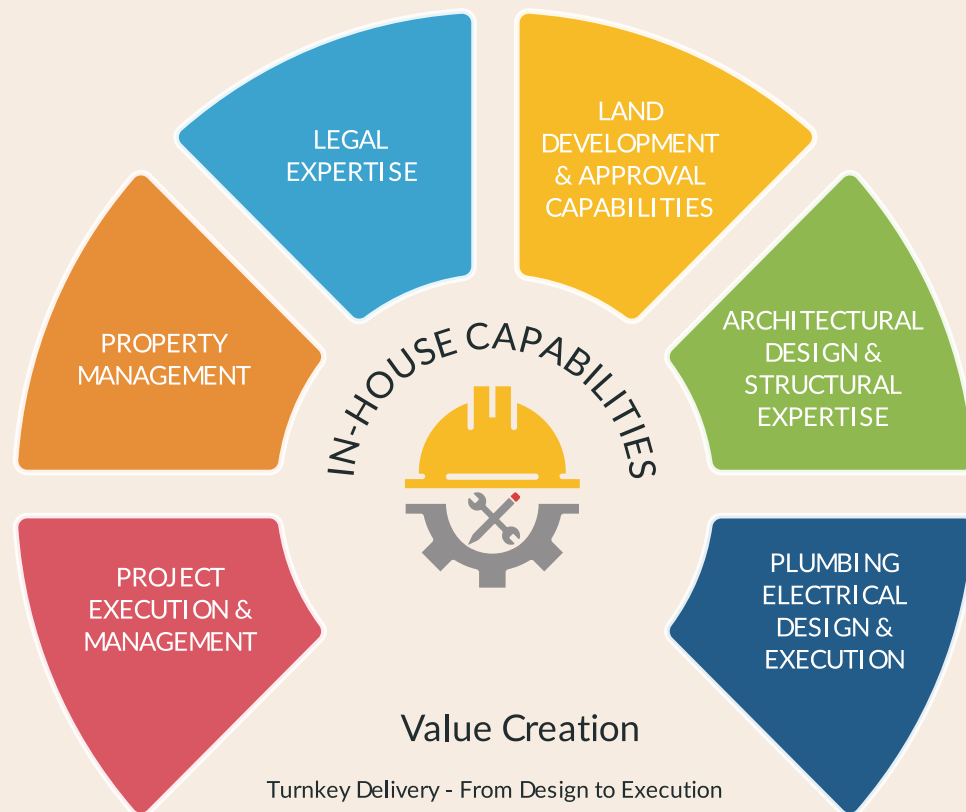 LEGAL
EXPERTISE
LAND
DEVELOPMENT
& APPROVAL
CAPABILITIES
PROPERTY
MANAGEMENT
IN-HOUSE CAPABILITIES
ARCHITECTURAL
DESIGN &
STRUCTURAL
EXPERTISE
PROJECT
EXECUTION &
MANAGEMENT
PLUMBING
ELECTRICAL
DESIGN &
EXECUTION
Value Creation
Turnkey Delivery - From Design to Execution